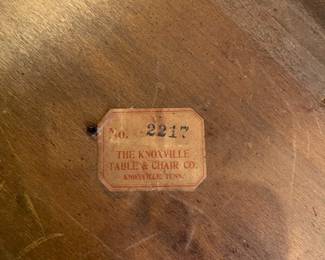 No. 2217
THE KNOXVILLE
TABLE & CHAIR CO.
KNOXVILLE, TENN.